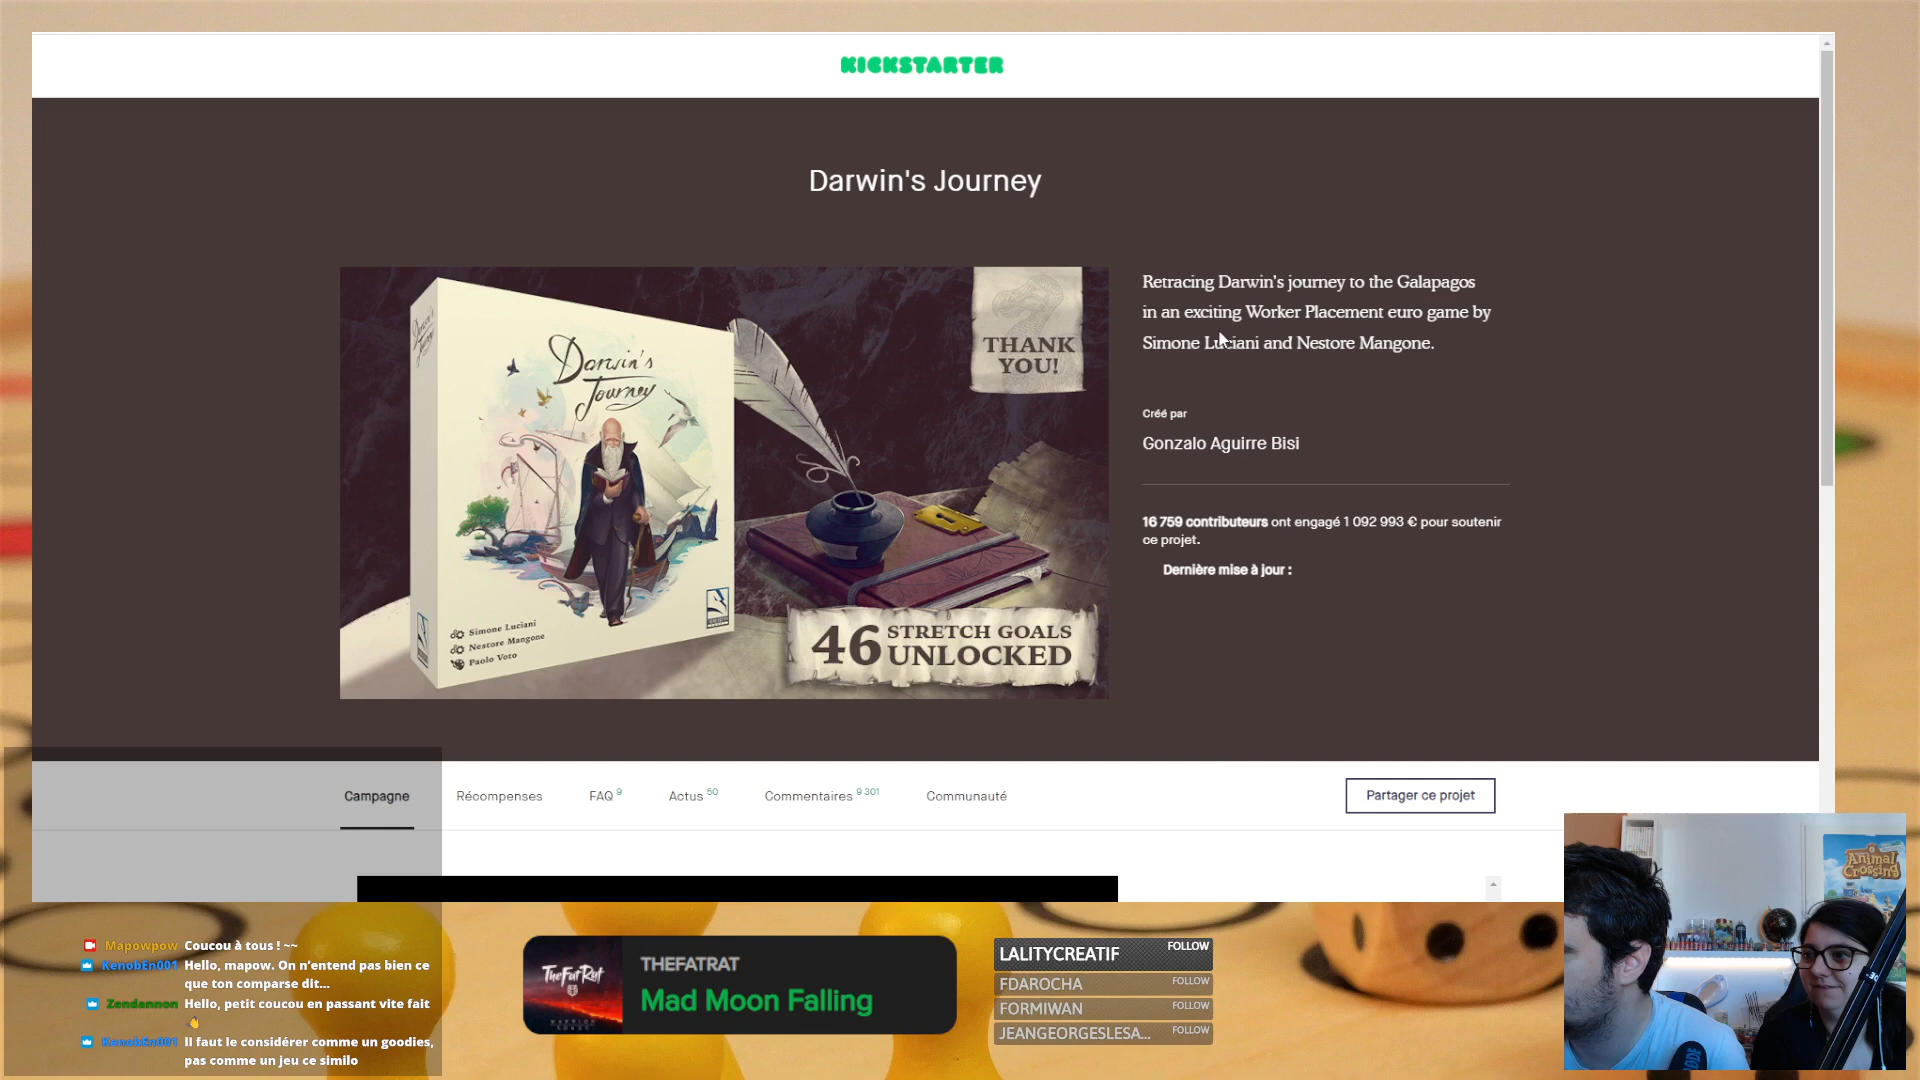 KICKSTARTER
Darwin's Journey
Darwin's
Journey
Darwin's
Journey
Simone Luciani
Nestore Mangone
Paolo Voto
THANK
YOU!
46 STRETCH GOALS
UNLOCKED
Retracing Darwin's journey to the Galapagos
in an exciting Worker Placement euro game by
Simone Luciani and Nestore Mangone.
Créé par
Gonzalo Aguirre Bisi
16 759 contributeurs ont engagé 1 092 993 € pour soutenir
ce projet.
Dernière mise à jour :
Campagne
Récompenses
FAQ 9
Actus 50
Commentaires 9 301
Communauté
Partager ce projet
Mapowpow Coucou à tous ! ~~
KenobEn001 Hello, mapow. On n'entend pas bien ce
que ton comparse dit...
Zendannon Hello, petit coucou en passant vite fait
KenobEn001 Il faut le considérer comme un goodies,
pas comme un jeu ce similo
TheFatRat
THEFATRAT
Mad Moon Falling
LALITYCREATIF FOLLOW
FDAROCHA FOLLOW
FORMIWAN FOLLOW
JEANGEORGESLESA... FOLLOW
Animal
Crossing